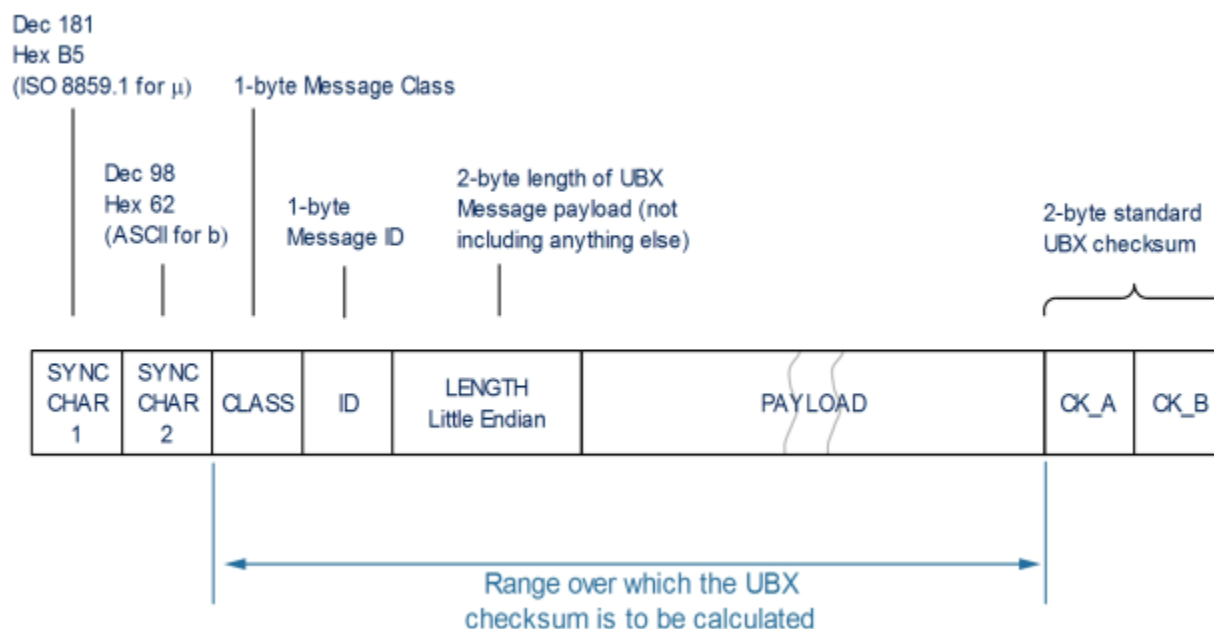 Dec 181
Hex B5
(ISO 8859.1 for μ)
1-byte Message Class
Dec 98
Hex 62
(ASCII for b)
1-byte
Message ID
2-byte length of UBX
Message payload (not
including anything else)
2-byte standard
UBX checksum
SYNC
CHAR
1
SYNC
CHAR
2
CLASS
ID
LENGTH
Little Endian
PAYLOAD
CK_A
CK_B
Range over which the UBX
checksum is to be calculated